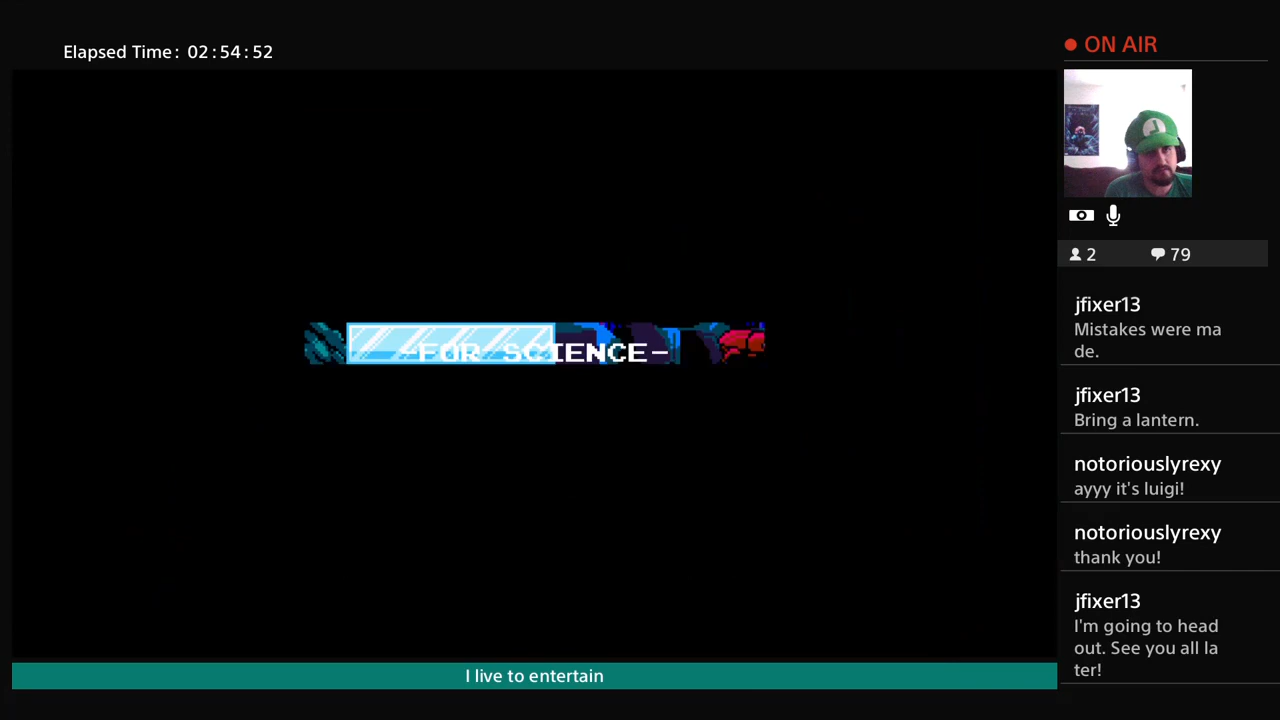 Elapsed Time: 02:54:52
ON AIR
-FOR SCIENCE-
2
79
jfixer13
Mistakes were ma
de.
jfixer13
Bring a lantern.
notoriouslyrexy
ayyy it's luigi!
notoriouslyrexy
thank you!
jfixer13
I'm going to head
out. See you all la
ter!
I live to entertain